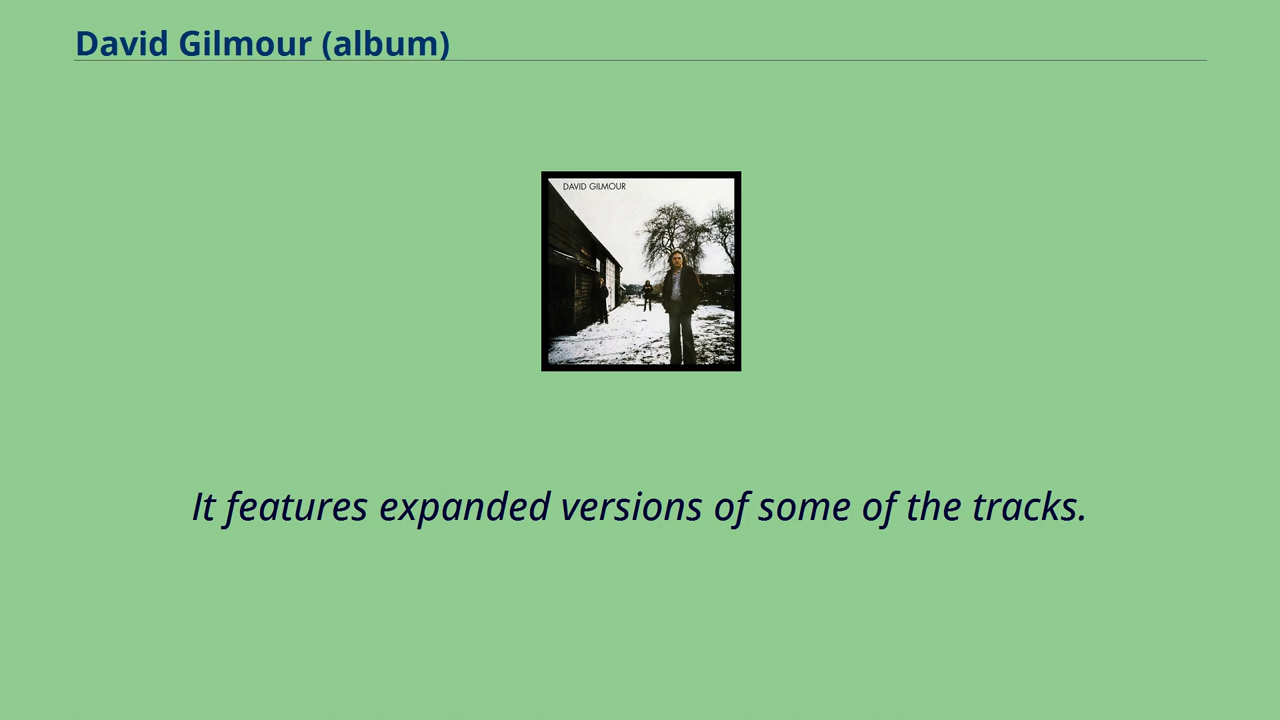 David Gilmour (album)
DAVID GILMOUR
It features expanded versions of some of the tracks.